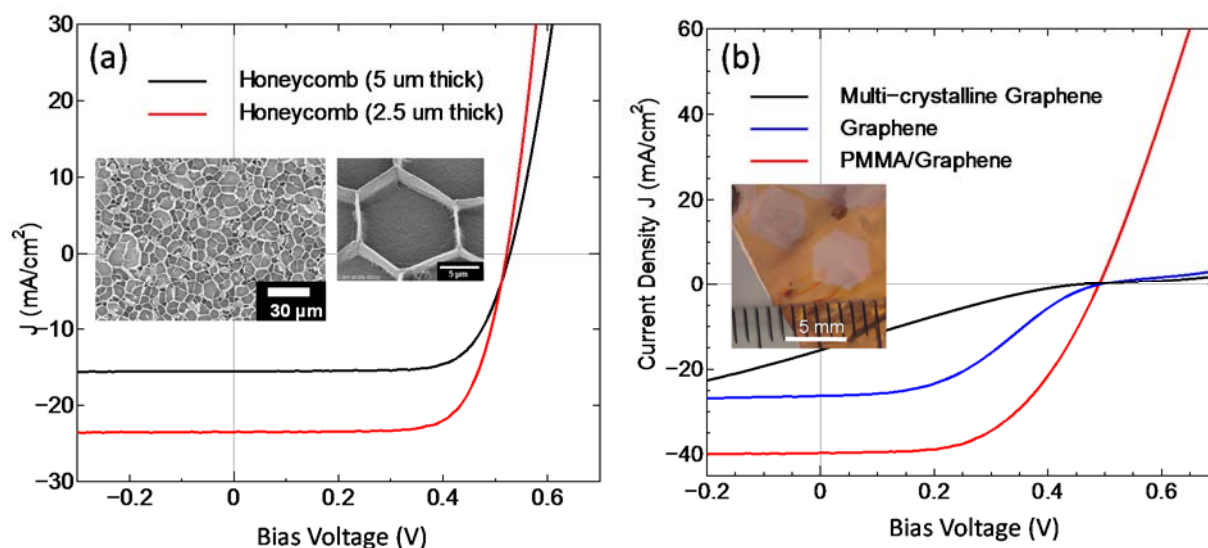 (a)
Honeycomb (5 um thick)
Honeycomb (2.5 um thick)
30 μm
5 μm
J (mA/cm²)
30
20
10
0
−10
−20
−30
−0.2
0
0.2
0.4
0.6
Bias Voltage (V)
(b)
Multi-crystalline Graphene
Graphene
PMMA/Graphene
5 mm
Current Density J (mA/cm²)
60
40
20
0
−20
−40
−0.2
0
0.2
0.4
0.6
Bias Voltage (V)